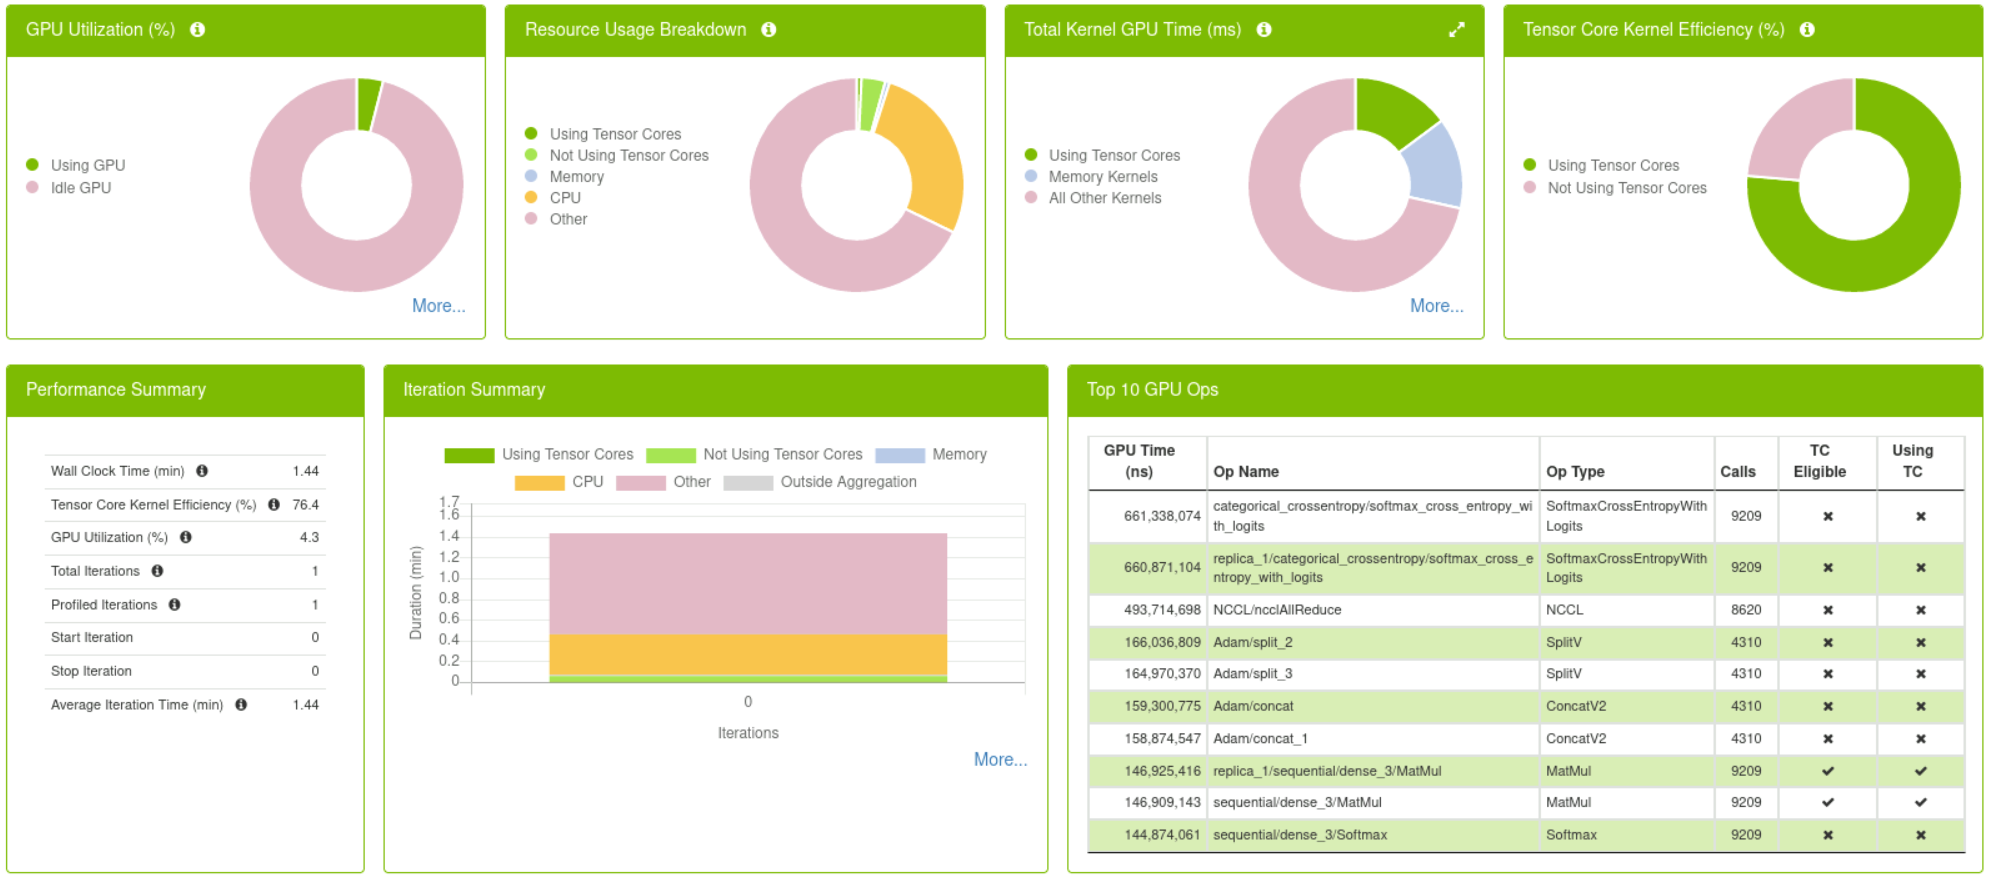 GPU Utilization (%)
Using GPU
Idle GPU
More...
Resource Usage Breakdown
Using Tensor Cores
Not Using Tensor Cores
Memory
CPU
Other
Total Kernel GPU Time (ms)
Using Tensor Cores
Memory Kernels
All Other Kernels
More...
Tensor Core Kernel Efficiency (%)
Using Tensor Cores
Not Using Tensor Cores
Performance Summary
Wall Clock Time (min) 1.44
Tensor Core Kernel Efficiency (%) 76.4
GPU Utilization (%) 4.3
Total Iterations 1
Profiled Iterations 1
Start Iteration 0
Stop Iteration 0
Average Iteration Time (min) 1.44
Iteration Summary
Using Tensor Cores Not Using Tensor Cores Memory
CPU Other Outside Aggregation
Duration (min)
1.7
1.6
1.4
1.2
1.0
0.8
0.6
0.4
0.2
0
0
Iterations
More...
Top 10 GPU Ops
GPU Time TC Using
(ns) Op Name Op Type Calls Eligible TC
661,338,074 categorical_crossentropy/softmax_cross_entropy_wi SoftmaxCrossEntropyWith 9209 ✖ ✖
th_logits Logits
660,871,104 replica_1/categorical_crossentropy/softmax_cross_e SoftmaxCrossEntropyWith 9209 ✖ ✖
ntropy_with_logits Logits
493,714,698 NCCL/ncclAllReduce NCCL 8620 ✖ ✖
166,036,809 Adam/split_2 SplitV 4310 ✖ ✖
164,970,370 Adam/split_3 SplitV 4310 ✖ ✖
159,300,775 Adam/concat ConcatV2 4310 ✖ ✖
158,874,547 Adam/concat_1 ConcatV2 4310 ✖ ✖
146,925,416 replica_1/sequential/dense_3/MatMul MatMul 9209 ✔ ✔
146,909,143 sequential/dense_3/MatMul MatMul 9209 ✔ ✔
144,874,061 sequential/dense_3/Softmax Softmax 9209 ✖ ✖